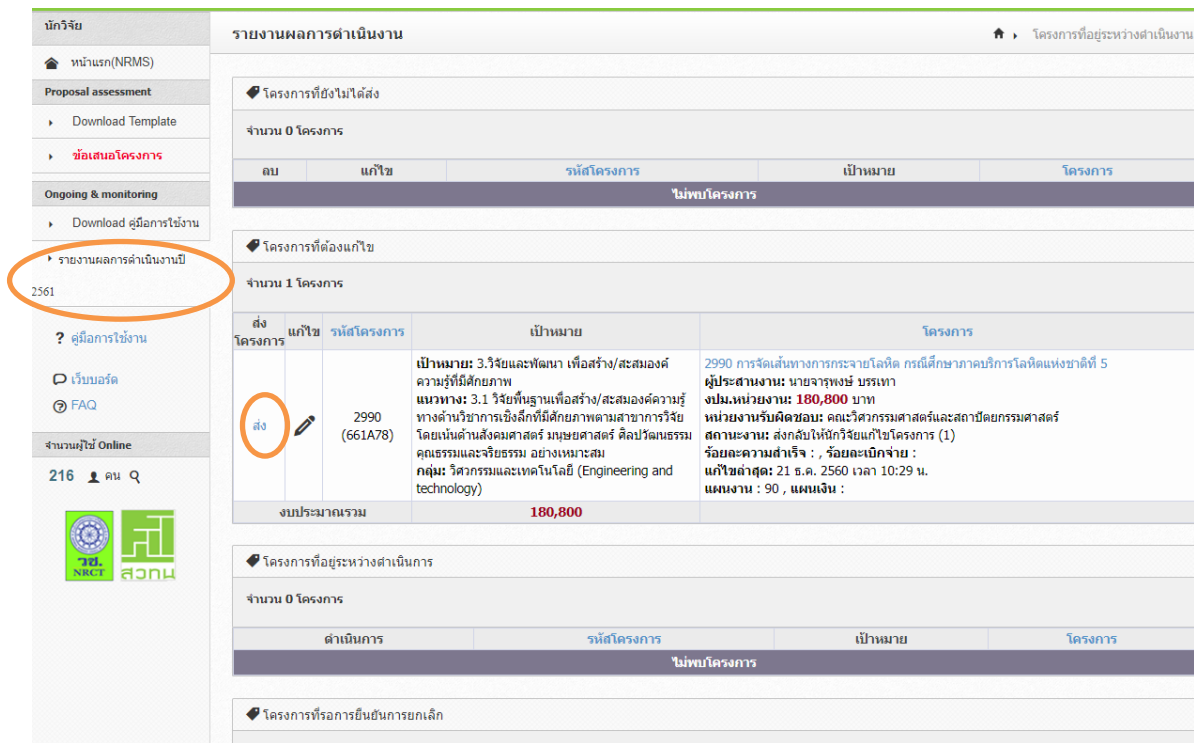 นักวิจัย
หน้าแรก(NRMS)
Proposal assessment
Download Template
ข้อเสนอโครงการ
Ongoing & monitoring
Download คู่มือการใช้งาน
รายงานผลการดำเนินงานปี
2561
? คู่มือการใช้งาน
เว็บบอร์ด
FAQ
จำนวนผู้ใช้ Online
216 คน
วช.
NRCT
สวทน
รายงานผลการดำเนินงาน
โครงการที่อยู่ระหว่างดำเนินงาน
โครงการที่ยังไม่ได้ส่ง
จำนวน 0 โครงการ
ลบ แก้ไข รหัสโครงการ เป้าหมาย โครงการ
ไม่พบโครงการ
โครงการที่ต้องแก้ไข
จำนวน 1 โครงการ
ส่ง
โครงการ แก้ไข รหัสโครงการ เป้าหมาย โครงการ
ส่ง
2990
(661A78)
เป้าหมาย: 3.วิจัยและพัฒนา เพื่อสร้าง/สะสมองค์
ความรู้ที่มีศักยภาพ
แนวทาง: 3.1 วิจัยพื้นฐานเพื่อสร้าง/สะสมองค์ความรู้
ทางด้านวิชาการเชิงลึกที่มีศักยภาพตามสาขาการวิจัย
โดยเน้นด้านสังคมศาสตร์ มนุษยศาสตร์ ศิลปวัฒนธรรม
คุณธรรมและจริยธรรม อย่างเหมาะสม
กลุ่ม: วิศวกรรมและเทคโนโลยี (Engineering and
technology)
2990 การจัดเส้นทางการกระจายโลหิต กรณีศึกษาภาคบริการโลหิตแห่งชาติที่ 5
ผู้ประสานงาน: นายจารุพงษ์ บรรเทา
งปม.หน่วยงาน: 180,800 บาท
หน่วยงานรับผิดชอบ: คณะวิศวกรรมศาสตร์และสถาปัตยกรรมศาสตร์
สถานะงาน: ส่งกลับให้นักวิจัยแก้ไขโครงการ (1)
ร้อยละความสำเร็จ : , ร้อยละเบิกจ่าย :
แก้ไขล่าสุด: 21 ธ.ค. 2560 เวลา 10:29 น.
แผนงาน : 90 , แผนเงิน :
งบประมาณรวม 180,800
โครงการที่อยู่ระหว่างดำเนินการ
จำนวน 0 โครงการ
ดำเนินการ รหัสโครงการ เป้าหมาย โครงการ
ไม่พบโครงการ
โครงการที่รอการยืนยันการยกเลิก